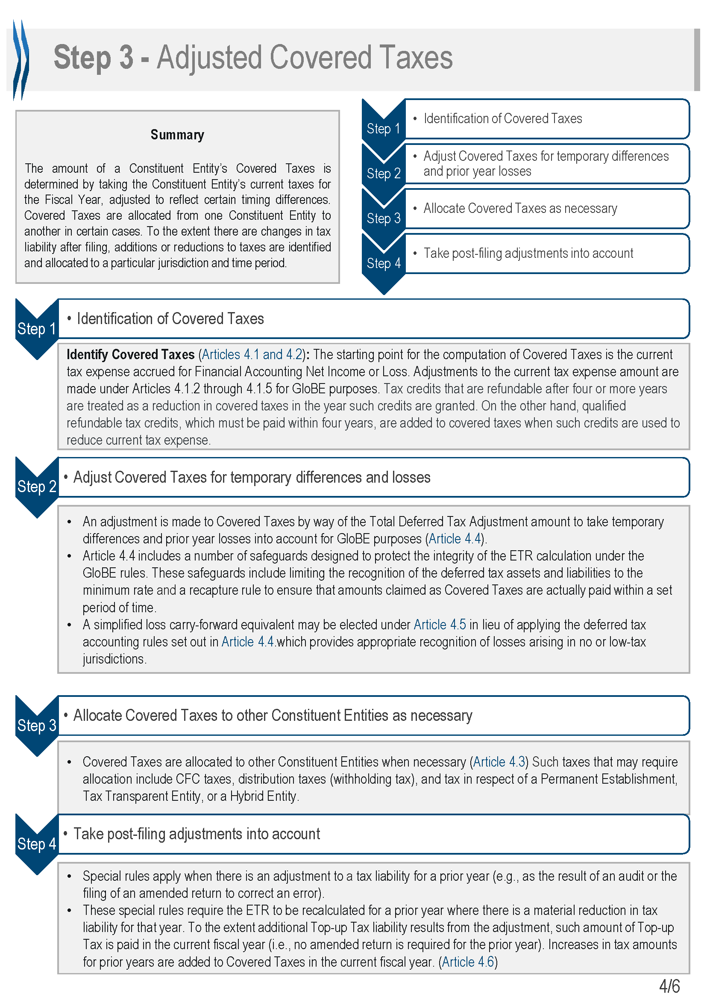 Step 3 - Adjusted Covered Taxes
Summary
The amount of a Constituent Entity’s Covered Taxes is
determined by taking the Constituent Entity’s current taxes for
the Fiscal Year, adjusted to reflect certain timing differences.
Covered Taxes are allocated from one Constituent Entity to
another in certain cases. To the extent there are changes in tax
liability after filing, additions or reductions to taxes are identified
and allocated to a particular jurisdiction and time period.
Step 1
• Identification of Covered Taxes
Step 2
• Adjust Covered Taxes for temporary differences
and prior year losses
Step 3
• Allocate Covered Taxes as necessary
Step 4
• Take post-filing adjustments into account
Step 1
• Identification of Covered Taxes
Identify Covered Taxes (Articles 4.1 and 4.2): The starting point for the computation of Covered Taxes is the current
tax expense accrued for Financial Accounting Net Income or Loss. Adjustments to the current tax expense amount are
made under Articles 4.1.2 through 4.1.5 for GloBE purposes. Tax credits that are refundable after four or more years
are treated as a reduction in covered taxes in the year such credits are granted. On the other hand, qualified
refundable tax credits, which must be paid within four years, are added to covered taxes when such credits are used to
reduce current tax expense.
Step 2
• Adjust Covered Taxes for temporary differences and losses
• An adjustment is made to Covered Taxes by way of the Total Deferred Tax Adjustment amount to take temporary
differences and prior year losses into account for GloBE purposes (Article 4.4).
• Article 4.4 includes a number of safeguards designed to protect the integrity of the ETR calculation under the
GloBE rules. These safeguards include limiting the recognition of the deferred tax assets and liabilities to the
minimum rate and a recapture rule to ensure that amounts claimed as Covered Taxes are actually paid within a set
period of time.
• A simplified loss carry-forward equivalent may be elected under Article 4.5 in lieu of applying the deferred tax
accounting rules set out in Article 4.4.which provides appropriate recognition of losses arising in no or low-tax
jurisdictions.
Step 3
• Allocate Covered Taxes to other Constituent Entities as necessary
• Covered Taxes are allocated to other Constituent Entities when necessary (Article 4.3) Such taxes that may require
allocation include CFC taxes, distribution taxes (withholding tax), and tax in respect of a Permanent Establishment,
Tax Transparent Entity, or a Hybrid Entity.
Step 4
• Take post-filing adjustments into account
• Special rules apply when there is an adjustment to a tax liability for a prior year (e.g., as the result of an audit or the
filing of an amended return to correct an error).
• These special rules require the ETR to be recalculated for a prior year where there is a material reduction in tax
liability for that year. To the extent additional Top-up Tax liability results from the adjustment, such amount of Top-up
Tax is paid in the current fiscal year (i.e., no amended return is required for the prior year). Increases in tax amounts
for prior years are added to Covered Taxes in the current fiscal year. (Article 4.6)
4/6